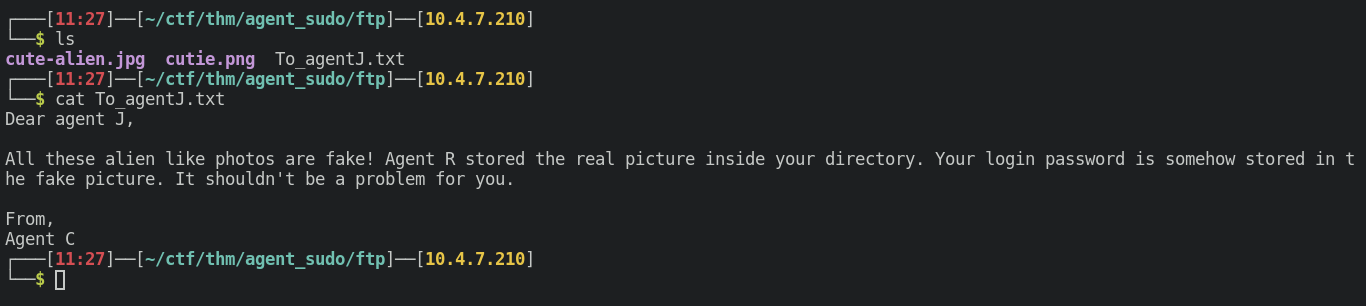 ┌───[11:27]──[~/ctf/thm/agent_sudo/ftp]──[10.4.7.210]
└──$ ls
cute-alien.jpg  cutie.png  To_agentJ.txt
┌───[11:27]──[~/ctf/thm/agent_sudo/ftp]──[10.4.7.210]
└──$ cat To_agentJ.txt
Dear agent J,

All these alien like photos are fake! Agent R stored the real picture inside your directory. Your login password is somehow stored in t
he fake picture. It shouldn't be a problem for you.

From,
Agent C
┌───[11:27]──[~/ctf/thm/agent_sudo/ftp]──[10.4.7.210]
└──$